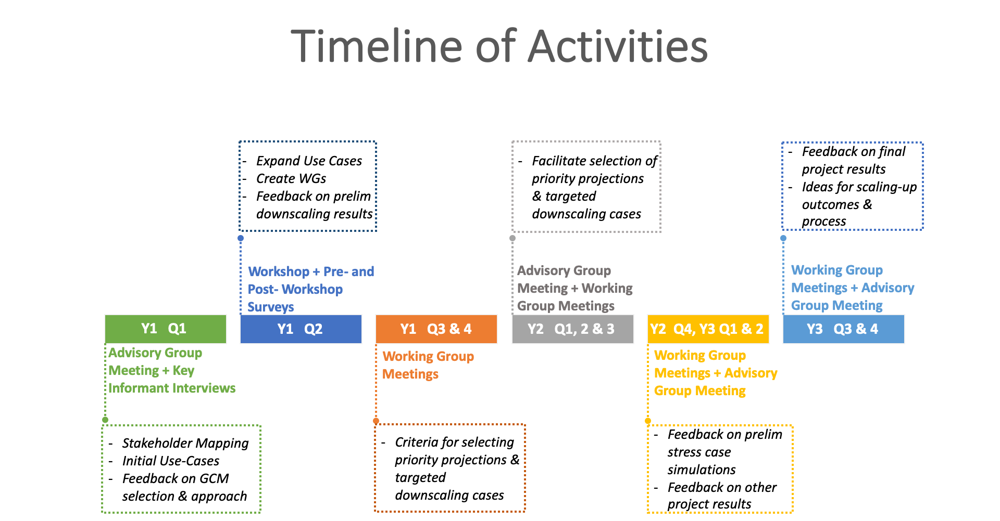 Timeline of Activities
- Expand Use Cases
- Create WGs
- Feedback on prelim
downscaling results
- Facilitate selection of
priority projections
& targeted
downscaling cases
- Feedback on final
project results
- Ideas for scaling-up
outcomes &
process
Workshop + Pre- and
Post- Workshop
Surveys
Advisory Group
Meeting + Working
Group Meetings
Working Group
Meetings + Advisory
Group Meeting
Y1 Q1
Y1 Q2
Y1 Q3 & 4
Y2 Q1, 2 & 3
Y2 Q4, Y3 Q1 & 2
Y3 Q3 & 4
Advisory Group
Meeting + Key
Informant Interviews
Working Group
Meetings
Working Group
Meetings + Advisory
Group Meeting
- Stakeholder Mapping
- Initial Use-Cases
- Feedback on GCM
selection & approach
- Criteria for selecting
priority projections &
targeted
downscaling cases
- Feedback on prelim
stress case
simulations
- Feedback on other
project results